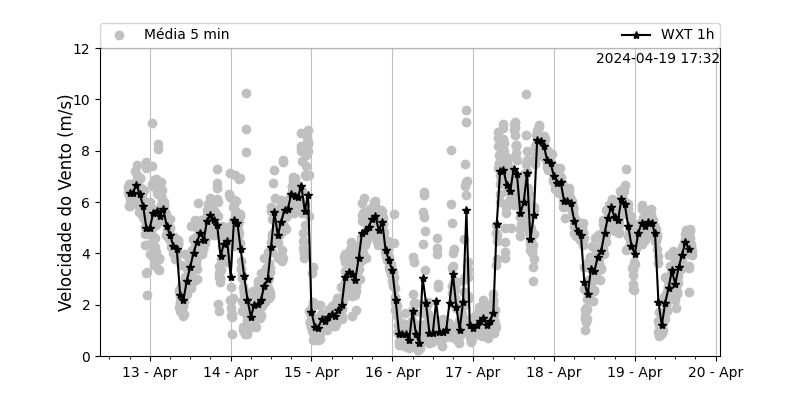 Média 5 min
WXT 1h
2024-04-19 17:32
Velocidade do Vento (m/s)
12
10
8
6
4
2
0
13 - Apr
14 - Apr
15 - Apr
16 - Apr
17 - Apr
18 - Apr
19 - Apr
20 - Apr